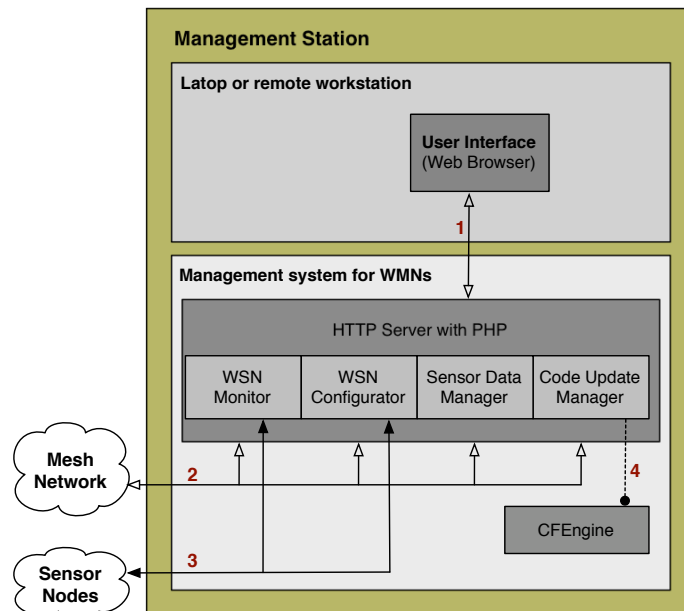 Management Station
Latop or remote workstation
User Interface
(Web Browser)
1
Management system for WMNs
HTTP Server with PHP
WSN
Monitor
WSN
Configurator
Sensor Data
Manager
Code Update
Manager
Mesh
Network
2
4
CFEngine
3
Sensor
Nodes